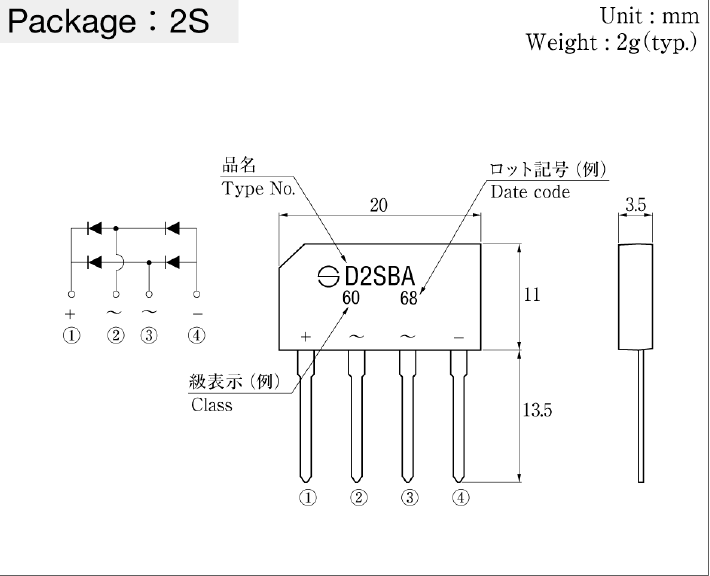 Package：2S
Unit : mm
Weight : 2g(typ.)
品名
Type No.
ロット記号（例）
Date code
20
3.5
D2SBA
60 68
11
+ ～ ～ −
+ ～ ～ −
① ② ③ ④
級表示（例）
Class
13.5
① ② ③ ④